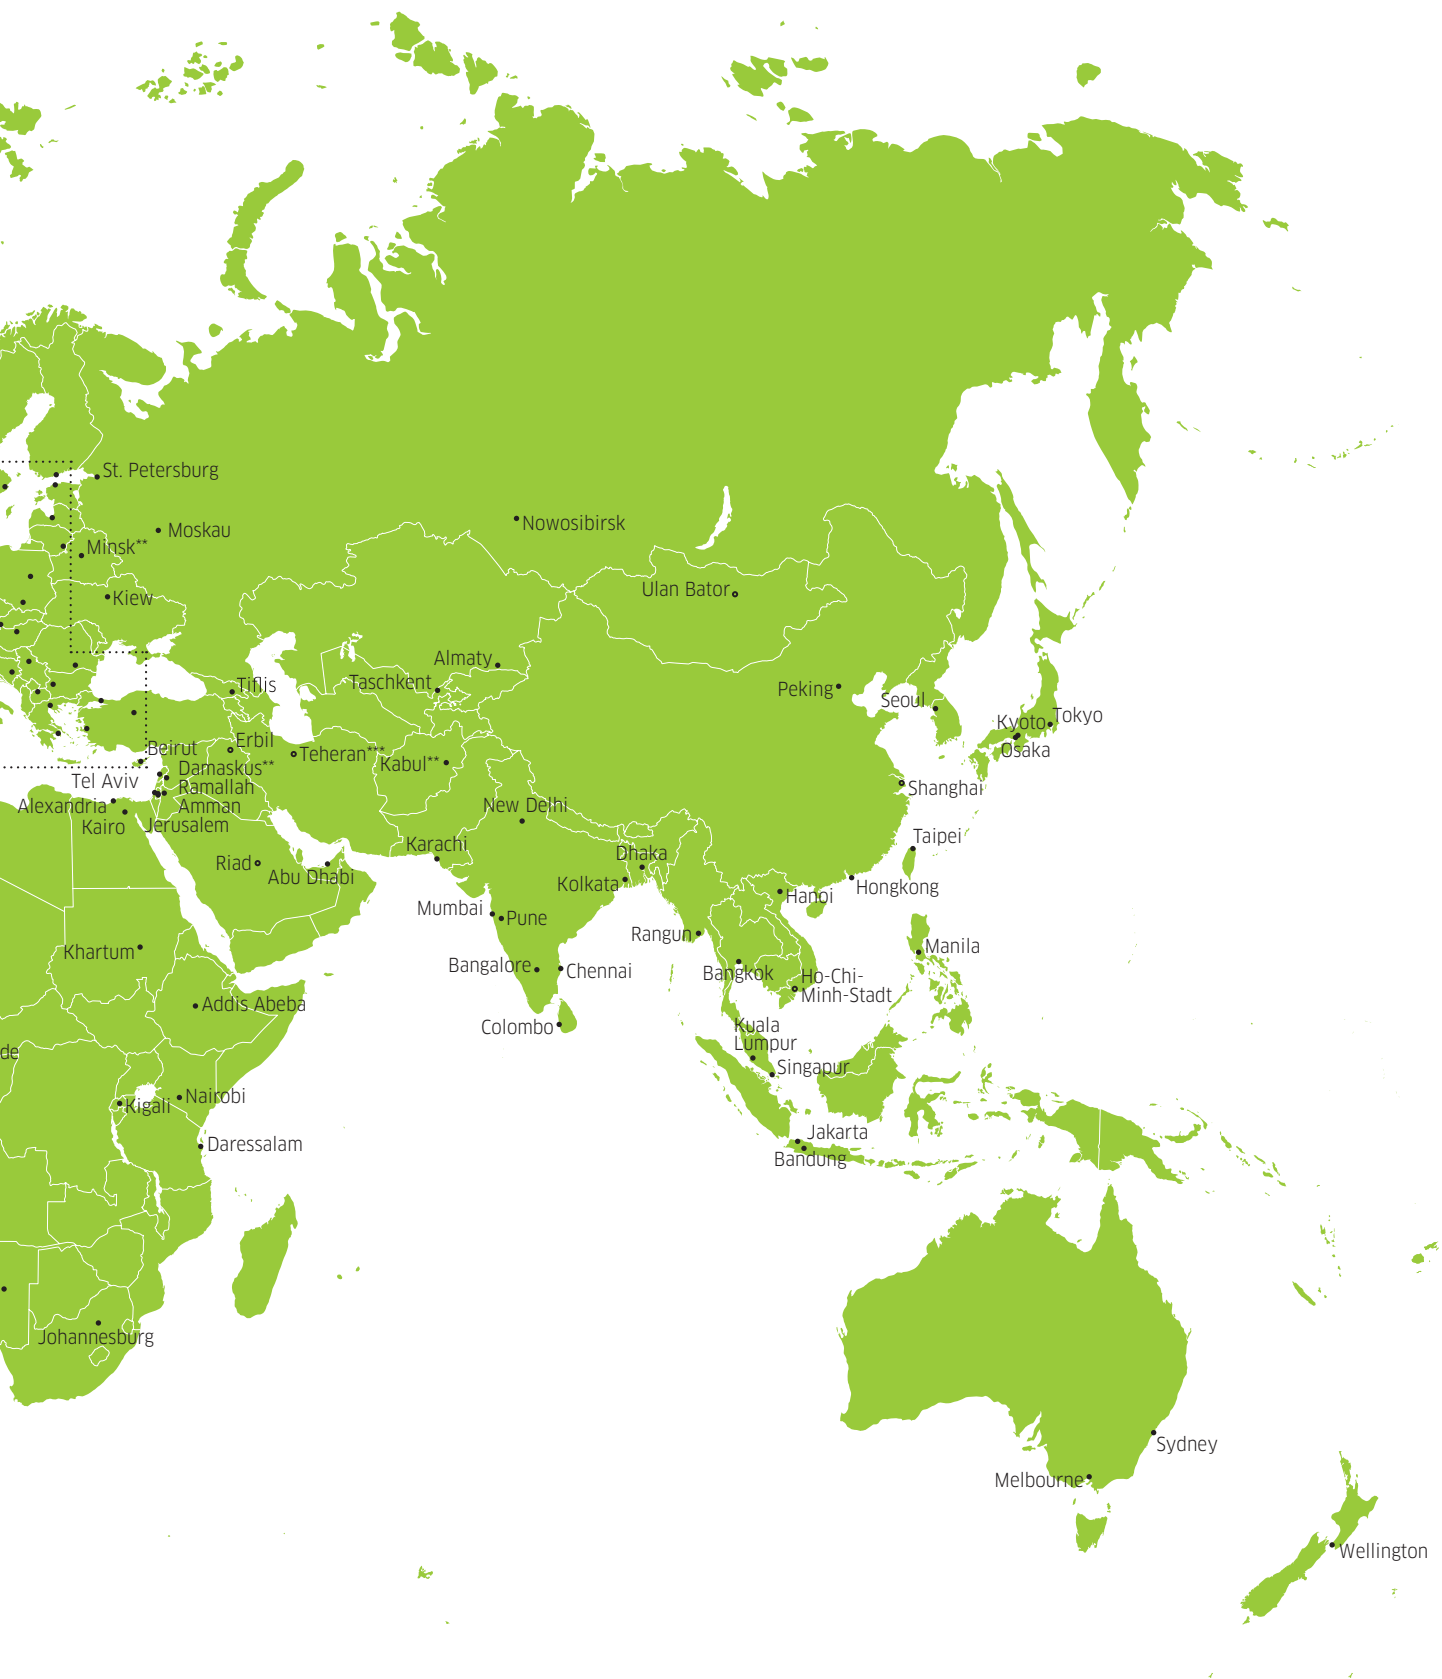 St. Petersburg
Nowosibirsk
Moskau
Minsk**
Ulan Bator
Kiew
Almaty
Taschkent
Tiflis
Peking
Seoul
Kyoto
Tokyo
Osaka
Erbil
Beirut
Teheran***
Kabul**
Damaskus**
Tel Aviv
Ramallah
Shanghai
Alexandria
Amman
New Delhi
Kairo
Jerusalem
Taipei
Karachi
Dhaka
Riad
Abu Dhabi
Kolkata
Hongkong
Hanoi
Mumbai
Pune
Rangun
Manila
Khartum
Bangalore
Chennai
Bangkok
Ho-Chi-
Minh-Stadt
Addis Abeba
Colombo
Kuala
Lumpur
de
Singapur
Nairobi
Kigali
Jakarta
Daressalam
Bandung
Johannesburg
Sydney
Melbourne
Wellington